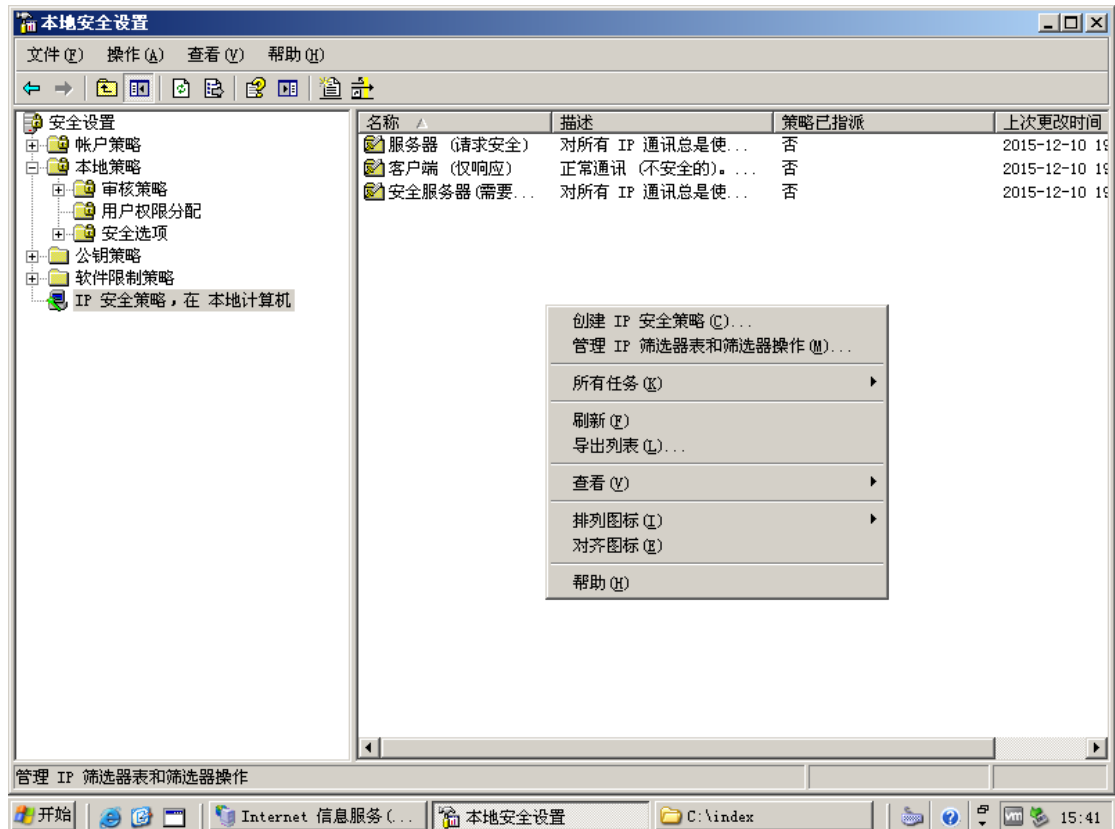 本地安全设置
文件(F) 操作(A) 查看(V) 帮助(H)
安全设置
帐户策略
本地策略
审核策略
用户权限分配
安全选项
公钥策略
软件限制策略
IP 安全策略，在 本地计算机
名称 描述 策略已指派 上次更改时间
服务器 (请求安全) 对所有 IP 通讯总是使... 否 2015-12-10 19
客户端 (仅响应) 正常通讯 (不安全的)。... 否 2015-12-10 19
安全服务器(需要... 对所有 IP 通讯总是使... 否 2015-12-10 19
创建 IP 安全策略(C)...
管理 IP 筛选器表和筛选器操作(M)...
所有任务(K)
刷新(F)
导出列表(L)...
查看(V)
排列图标(I)
对齐图标(E)
帮助(H)
管理 IP 筛选器表和筛选器操作
开始 Internet 信息服务(... 本地安全设置 C:\index 15:41